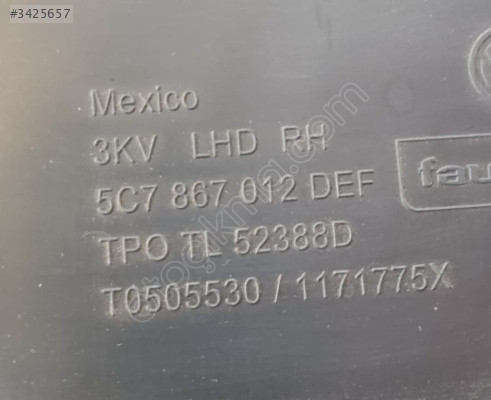 #3425657
Mexico
3KV LHD RH
5C7 867 012 DEF
fau
TPO TL 52388D
T0505530 / 1171775X